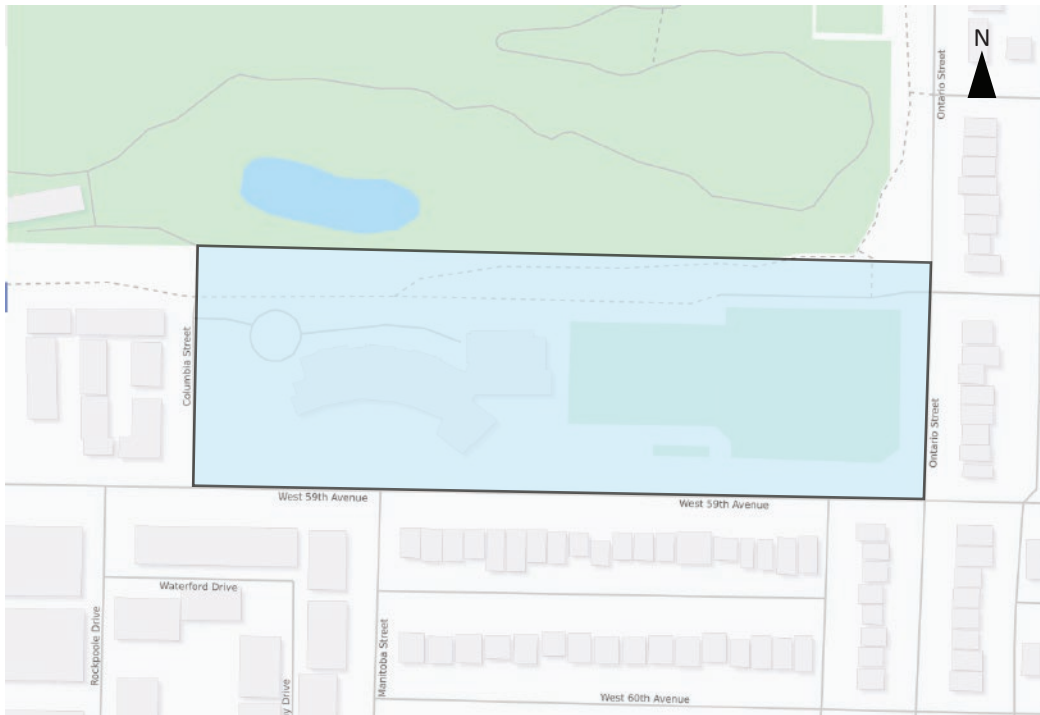 N
Ontario Street
Columbia Street
Ontario Street
West 59th Avenue
West 59th Avenue
Waterford Drive
Rockpoole Drive
Manitoba Street
y Drive
West 60th Avenue